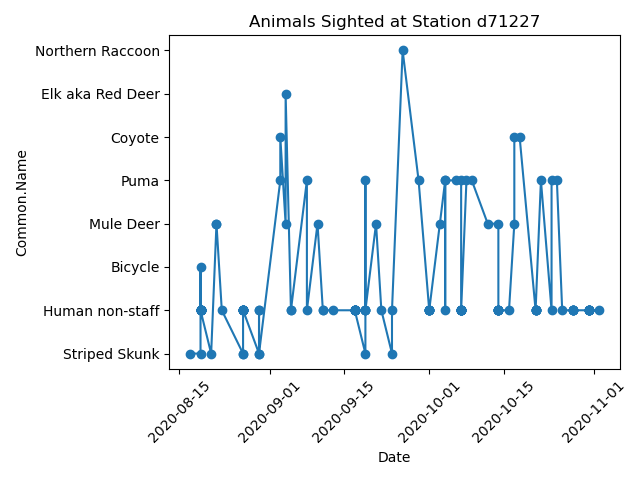 Animals Sighted at Station d71227
Common.Name
Northern Raccoon
Elk aka Red Deer
Coyote
Puma
Mule Deer
Bicycle
Human non-staff
Striped Skunk
2020-08-15
2020-09-01
2020-09-15
2020-10-01
2020-10-15
2020-11-01
Date